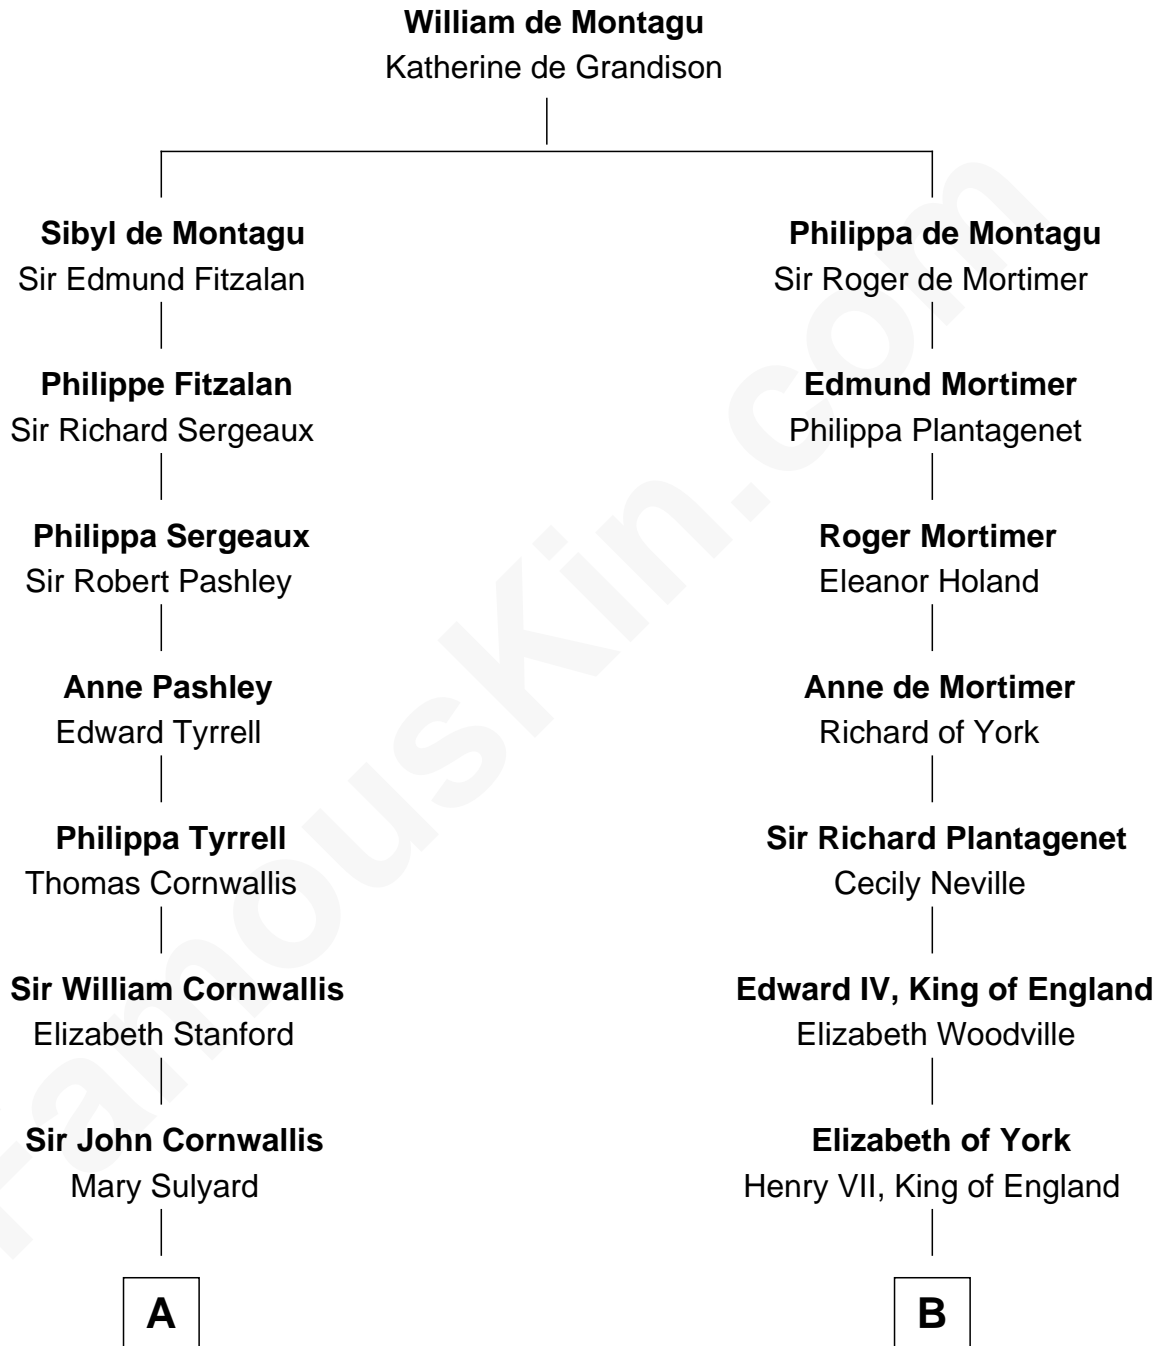 William de Montagu
Katherine de Grandison
Sibyl de Montagu
Sir Edmund Fitzalan
Philippa de Montagu
Sir Roger de Mortimer
Philippe Fitzalan
Sir Richard Sergeaux
Edmund Mortimer
Philippa Plantagenet
Philippa Sergeaux
Sir Robert Pashley
Roger Mortimer
Eleanor Holand
Anne Pashley
Edward Tyrrell
Anne de Mortimer
Richard of York
Philippa Tyrrell
Thomas Cornwallis
Sir Richard Plantagenet
Cecily Neville
Sir William Cornwallis
Elizabeth Stanford
Edward IV, King of England
Elizabeth Woodville
Sir John Cornwallis
Mary Sulyard
Elizabeth of York
Henry VII, King of England
A
B
FamousKin.com